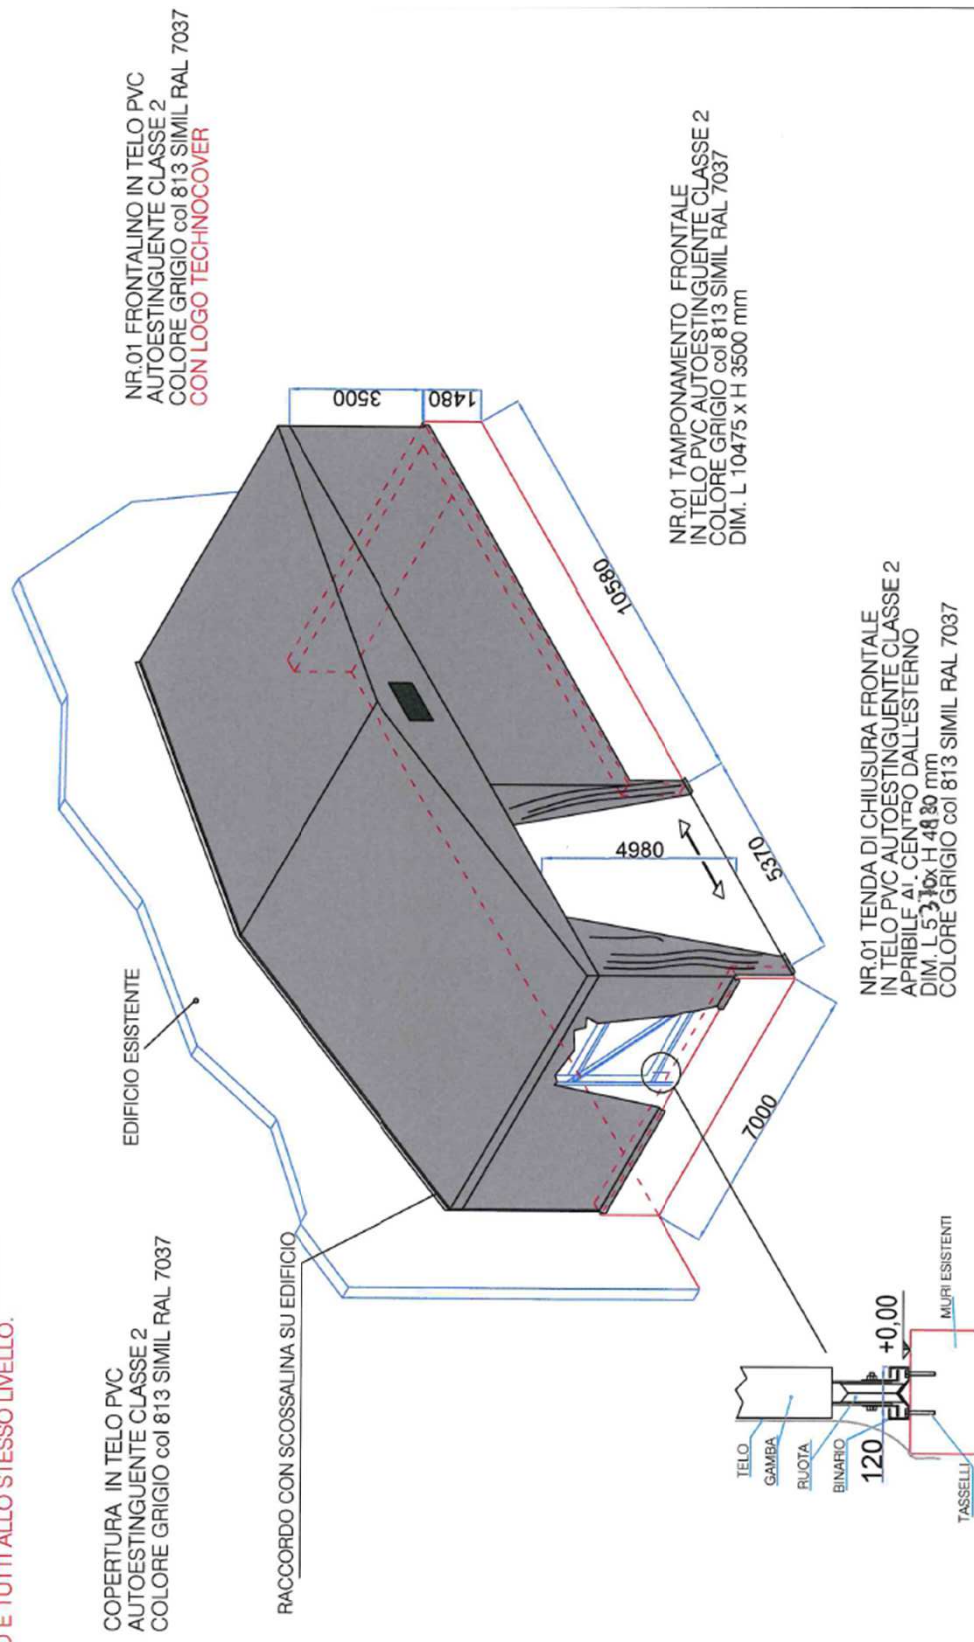 E TUTTI ALLO STESSO LIVELLO.
COPERTURA IN TELO PVC
AUTOESTINGUENTE CLASSE 2
COLORE GRIGIO col 813 SIMIL RAL 7037
EDIFICIO ESISTENTE
NR.01 FRONTALINO IN TELO PVC
AUTOESTINGUENTE CLASSE 2
COLORE GRIGIO col 813 SIMIL RAL 7037
CON LOGO TECHNOCOVER
RACCORDO CON SCOSSALINA SU EDIFICIO
3500
1480
10580
4980
5370
7000
NR.01 TAMPONAMENTO FRONTALE
IN TELO PVC AUTOESTINGUENTE CLASSE 2
COLORE GRIGIO col 813 SIMIL RAL 7037
DIM. L 10475 x H 3500 mm
NR.01 TENDA DI CHIUSURA FRONTALE
IN TELO PVC AUTOESTINGUENTE CLASSE 2
APRIBILE AL CENTRO DALL'ESTERNO
DIM. L x H mm
COLORE GRIGIO col 813 SIMIL RAL 7037
TELO
GAMBA
RUOTA
BINARIO
120
+0,00
TASSELLI
MURI ESISTENTI